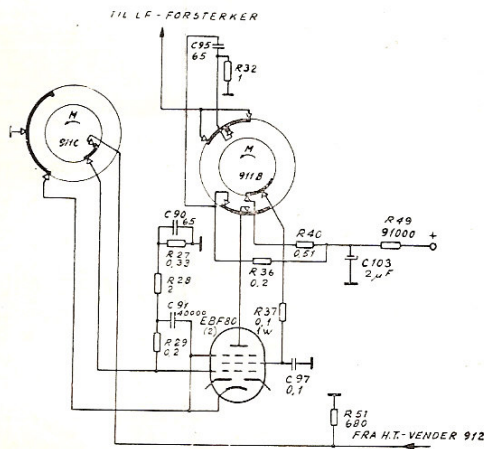 TIL LF-FORSTERKER
C95
65
R32
1
M
911C
M
911B
C90
65
R27
0,33
R28
2
C91
40000
R29
0,2
EBF80
(2)
R40
0,51
R36
0,2
R49
91000
+
C103
2µF
R37
0,1
1W
C97
0,1
R51
680
FRA H.T.-VENDER 912